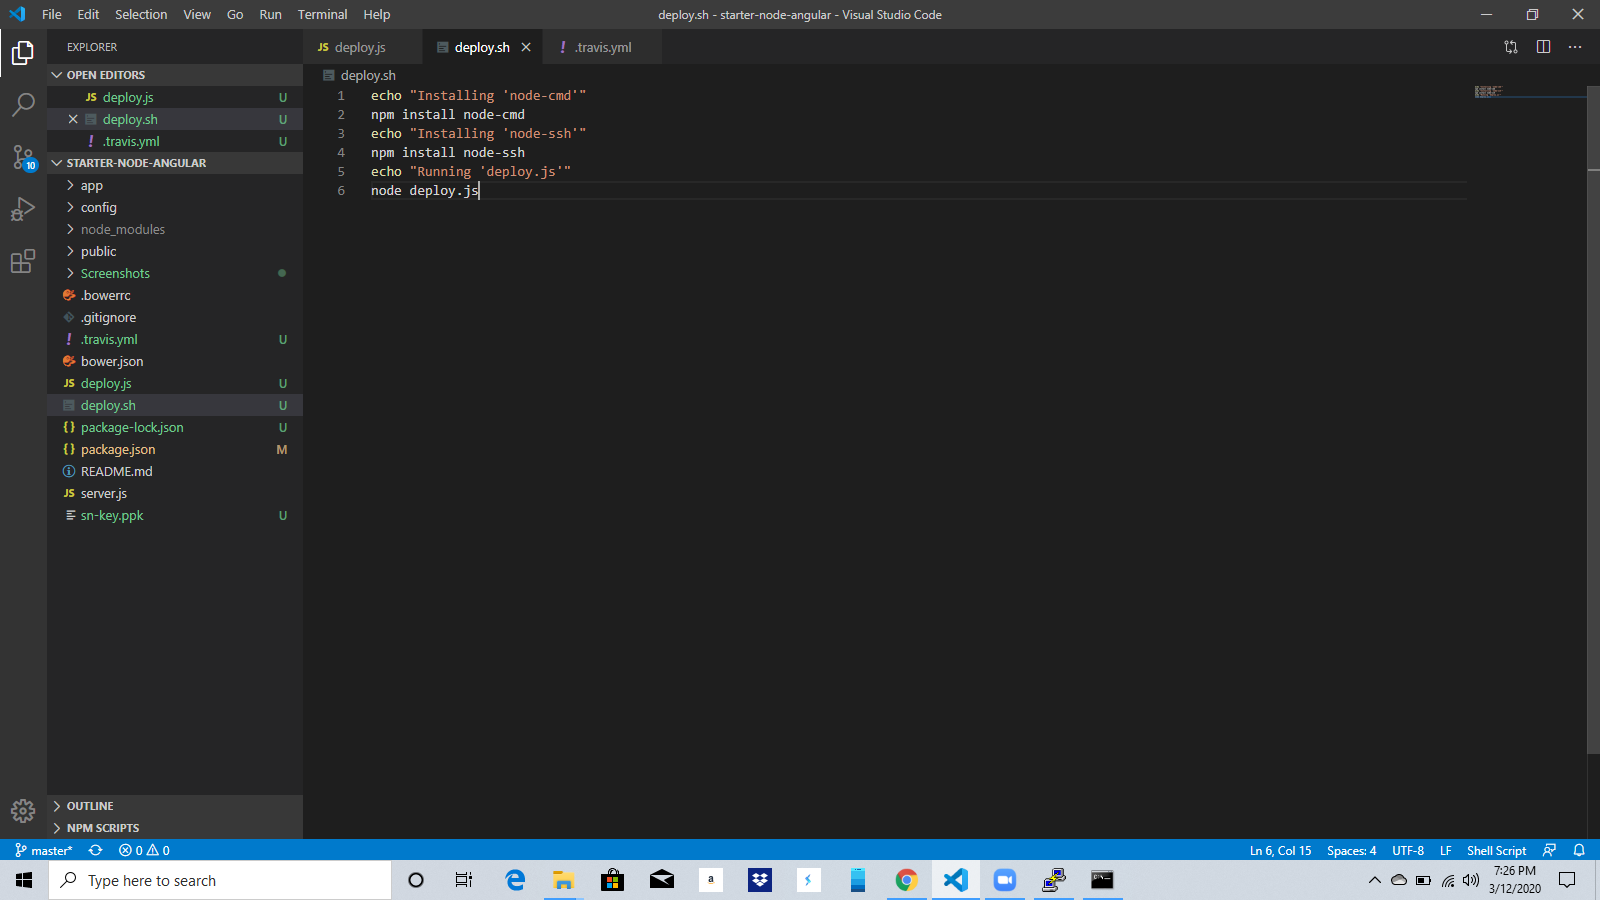 File Edit Selection View Go Run Terminal Help
deploy.sh - starter-node-angular - Visual Studio Code
EXPLORER
JS deploy.js
deploy.sh
! .travis.yml
OPEN EDITORS
JS deploy.js U
deploy.sh U
! .travis.yml U
STARTER-NODE-ANGULAR
app
config
node_modules
public
Screenshots
.bowerrc
.gitignore
! .travis.yml U
bower.json
JS deploy.js U
deploy.sh U
{} package-lock.json U
{} package.json M
README.md
JS server.js
sn-key.ppk U
OUTLINE
NPM SCRIPTS
10
deploy.sh
1 echo "Installing 'node-cmd'"
2 npm install node-cmd
3 echo "Installing 'node-ssh'"
4 npm install node-ssh
5 echo "Running 'deploy.js'"
6 node deploy.js
master* 0 0
Ln 6, Col 15 Spaces: 4 UTF-8 LF Shell Script
Type here to search
a
7:26 PM
3/12/2020